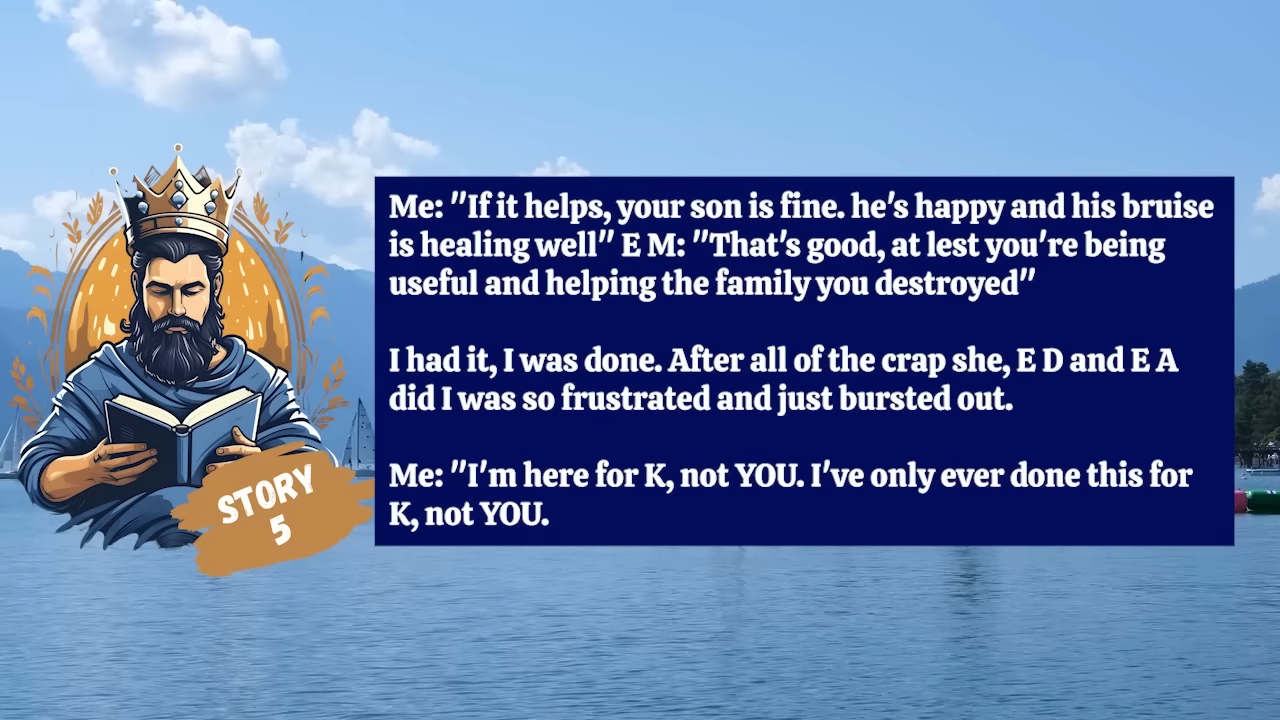 Me: "If it helps, your son is fine. he's happy and his bruise
is healing well" E M: "That's good, at lest you're being
useful and helping the family you destroyed"
I had it, I was done. After all of the crap she, E D and E A
did I was so frustrated and just bursted out.
Me: "I'm here for K, not YOU. I've only ever done this for
K, not YOU.
STORY
5